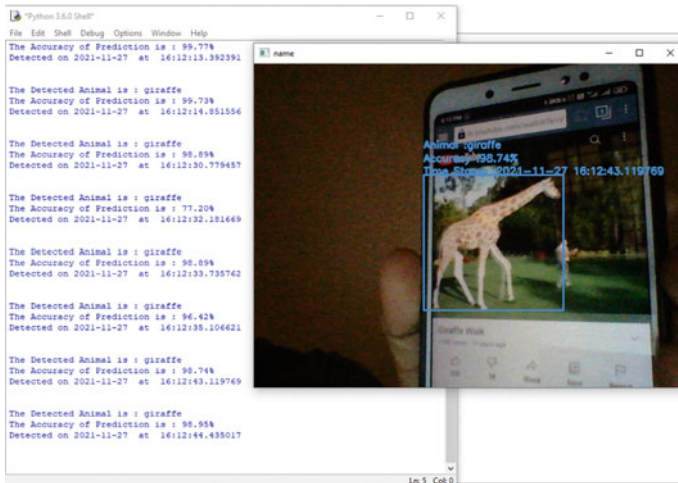 *Python 3.6.0 Shell*
File Edit Shell Debug Options Window Help
The Accuracy of Prediction is : 99.77%
Detected on 2021-11-27 at 16:12:13.392391
The Detected Animal is : giraffe
The Accuracy of Prediction is : 99.73%
Detected on 2021-11-27 at 16:12:14.851556
The Detected Animal is : giraffe
The Accuracy of Prediction is : 98.89%
Detected on 2021-11-27 at 16:12:30.779457
The Detected Animal is : giraffe
The Accuracy of Prediction is : 77.20%
Detected on 2021-11-27 at 16:12:32.181669
The Detected Animal is : giraffe
The Accuracy of Prediction is : 98.89%
Detected on 2021-11-27 at 16:12:33.735762
The Detected Animal is : giraffe
The Accuracy of Prediction is : 96.42%
Detected on 2021-11-27 at 16:12:35.106621
The Detected Animal is : giraffe
The Accuracy of Prediction is : 98.74%
Detected on 2021-11-27 at 16:12:43.119769
The Detected Animal is : giraffe
The Accuracy of Prediction is : 98.95%
Detected on 2021-11-27 at 16:12:44.435017
Ln: 5 Col: 0
name
Animal :giraffe
Accuracy :98.74%
Time Stamp :2021-11-27 16:12:43.119769
Giraffe Walk
Share